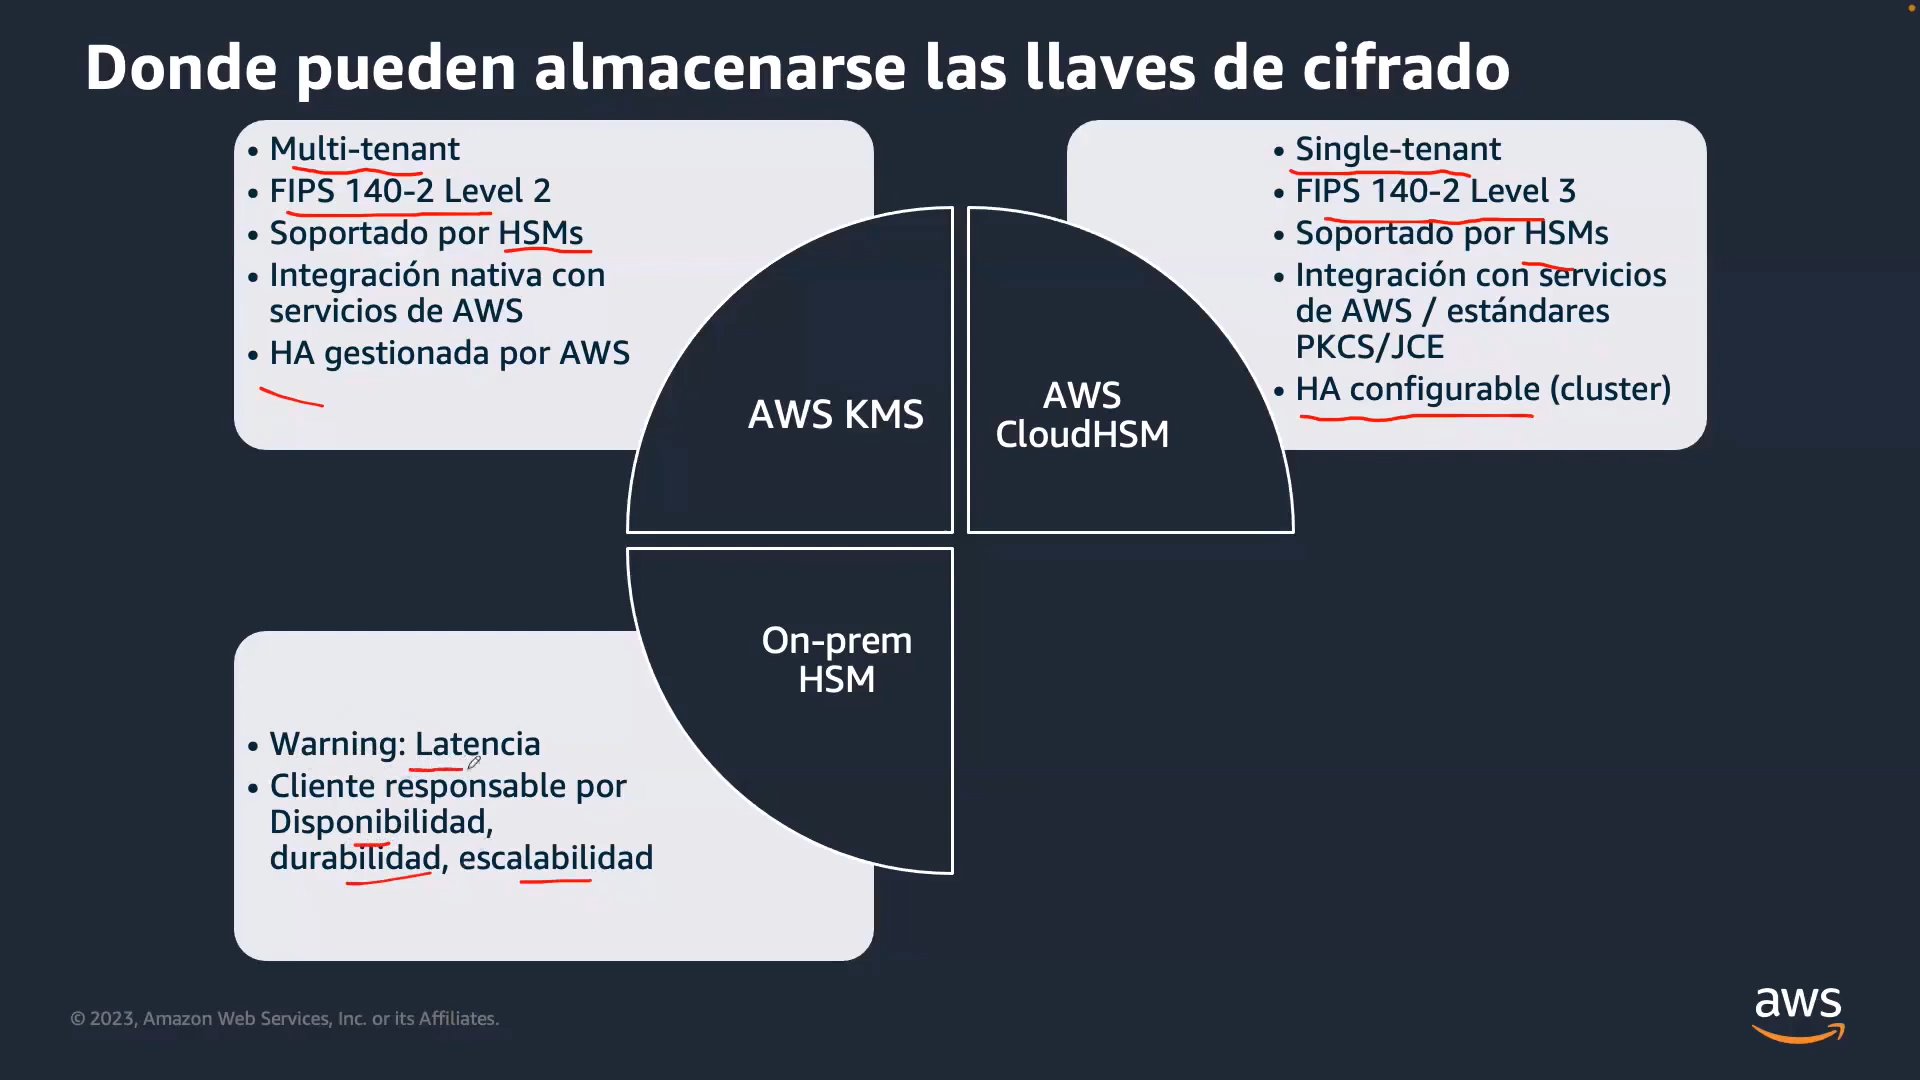 Donde pueden almacenarse las llaves de cifrado
• Multi-tenant
• FIPS 140-2 Level 2
• Soportado por HSMs
• Integración nativa con
servicios de AWS
• HA gestionada por AWS
• Single-tenant
• FIPS 140-2 Level 3
• Soportado por HSMs
• Integración con servicios
de AWS / estándares
PKCS/JCE
• HA configurable (cluster)
AWS KMS
AWS
CloudHSM
On-prem
HSM
• Warning: Latencia
• Cliente responsable por
Disponibilidad,
durabilidad, escalabilidad
© 2023, Amazon Web Services, Inc. or its Affiliates.
aws